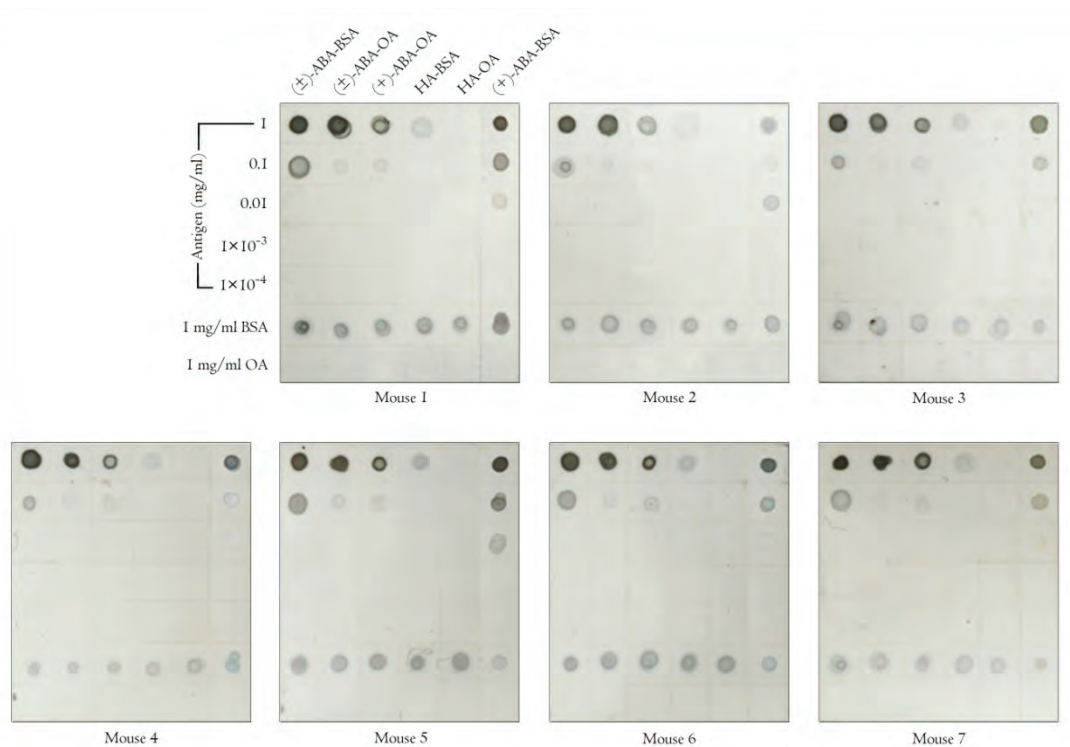 (±)-ABA-BSA
(±)-ABA-OA
(+)-ABA-OA
HA-BSA
HA-OA
(+)-ABA-BSA
Antigen (mg/ml)
1
0.1
0.01
1×10⁻³
1×10⁻⁴
1 mg/ml BSA
1 mg/ml OA
Mouse 1
Mouse 2
Mouse 3
Mouse 4
Mouse 5
Mouse 6
Mouse 7